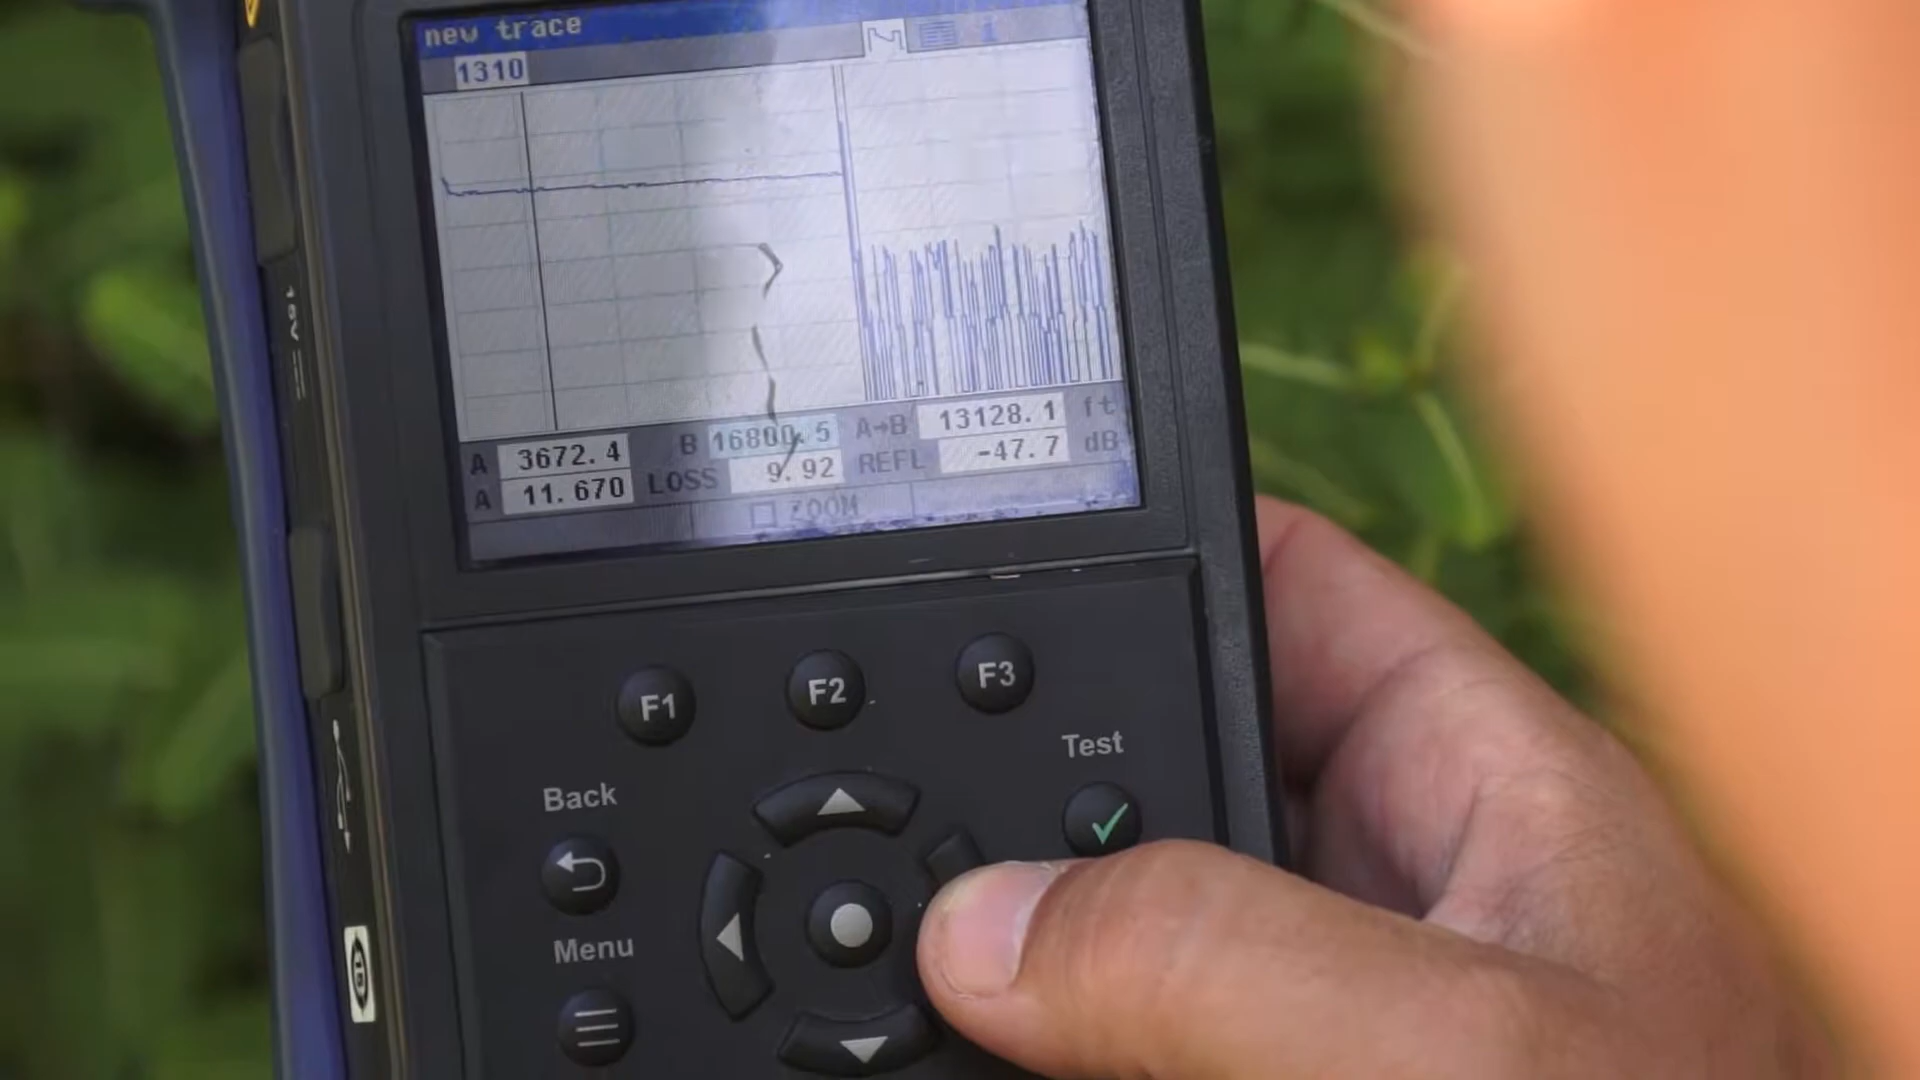 new trace
1310
A 3672.4 B 16800.5 A→B 13128.1 ft
A 11.670 LOSS 9.92 REFL -47.7 dB
ZOOM
F1 F2 F3
Test
Back
Menu